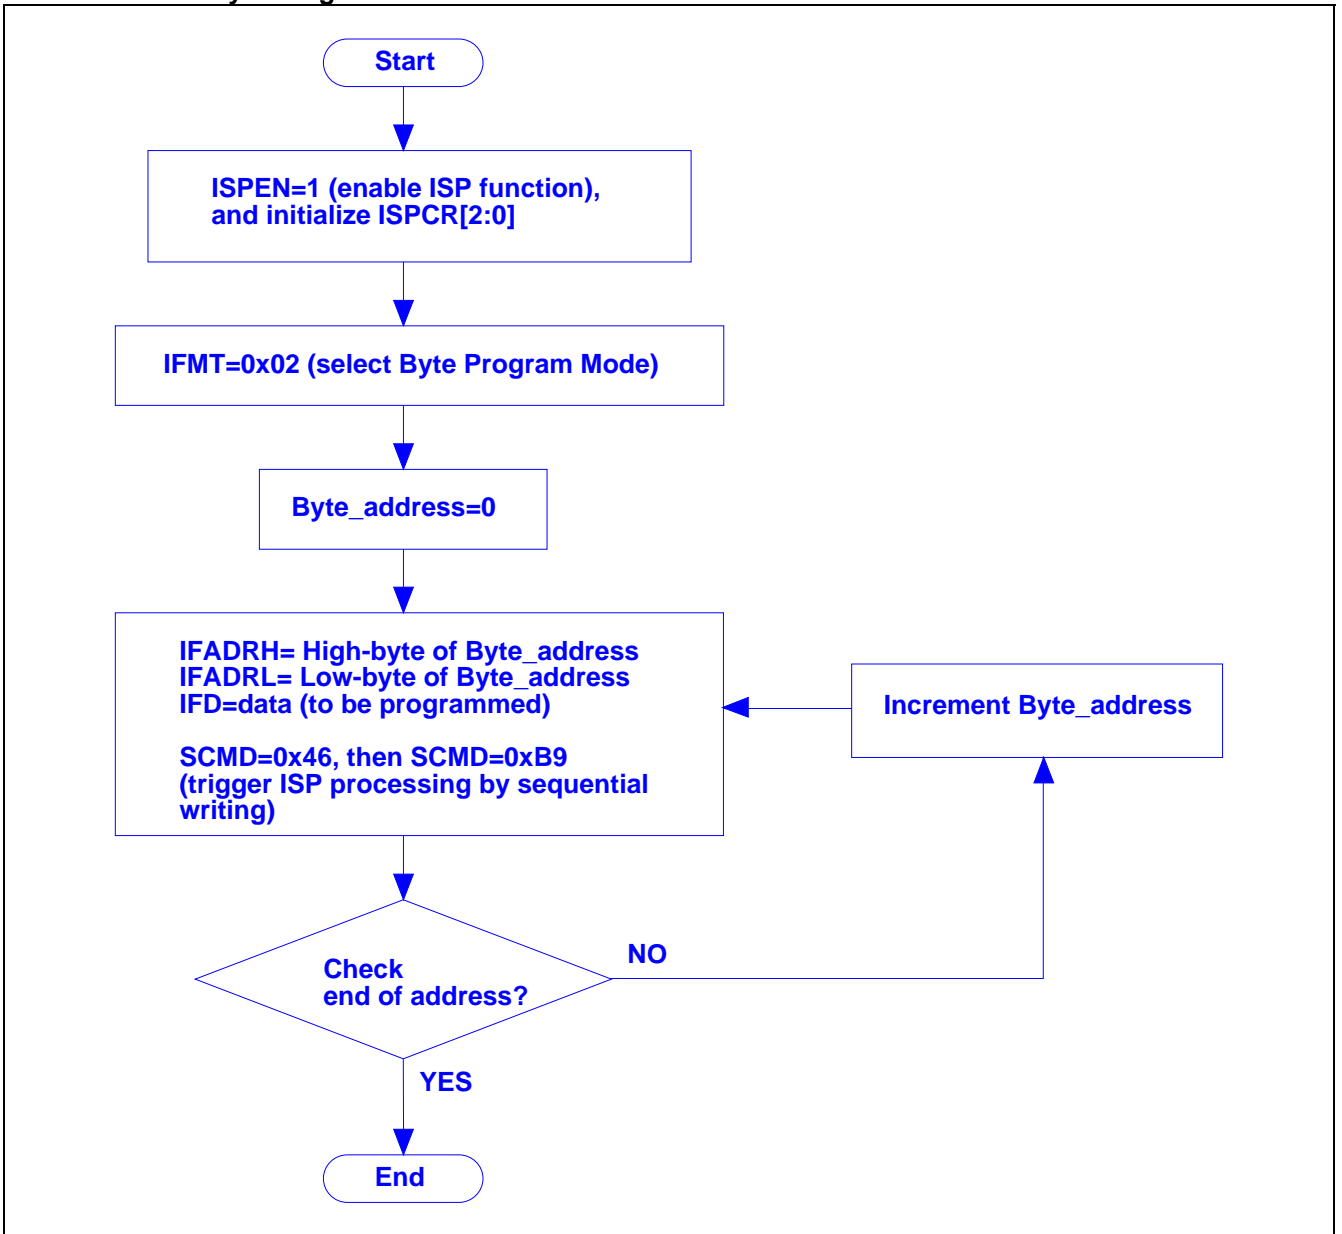 Start
ISPEN=1 (enable ISP function),
and initialize ISPCR[2:0]
IFMT=0x02 (select Byte Program Mode)
Byte_address=0
IFADRH= High-byte of Byte_address
IFADRL= Low-byte of Byte_address
IFD=data (to be programmed)
SCMD=0x46, then SCMD=0xB9
(trigger ISP processing by sequential
writing)
Increment Byte_address
Check
end of address?
NO
YES
End